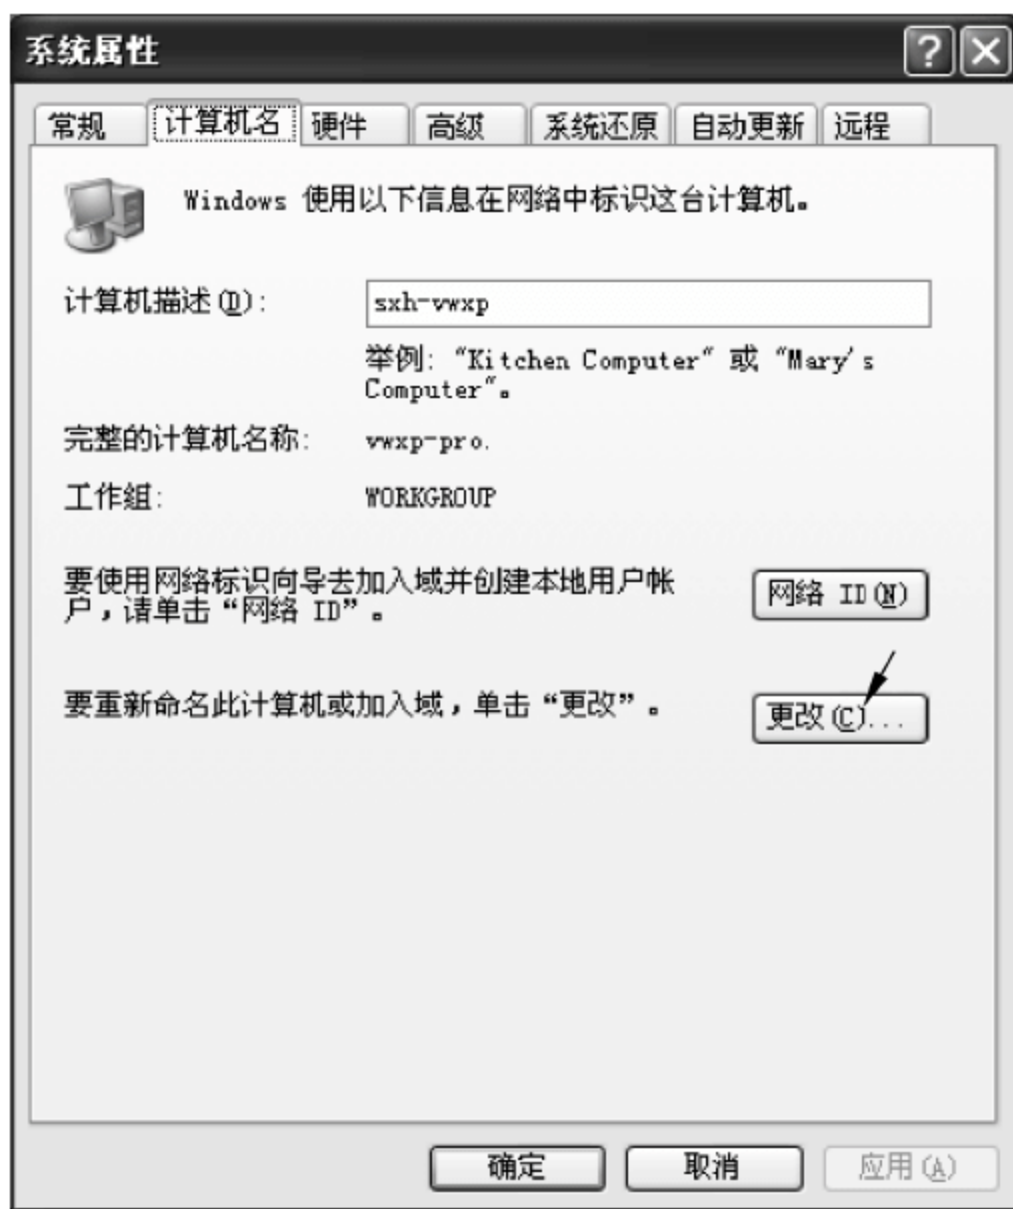 系统属性
常规 计算机名 硬件 高级 系统还原 自动更新 远程
Windows 使用以下信息在网络中标识这台计算机。
计算机描述(D): sxh-vwxp
举例: "Kitchen Computer" 或 "Mary's
Computer"。
完整的计算机名称: vwxp-pro.
工作组: WORKGROUP
要使用网络标识向导去加入域并创建本地用户帐
户，请单击“网络 ID”。
网络 ID(N)
要重新命名此计算机或加入域，单击“更改”。
更改(C)...
确定 取消 应用(A)